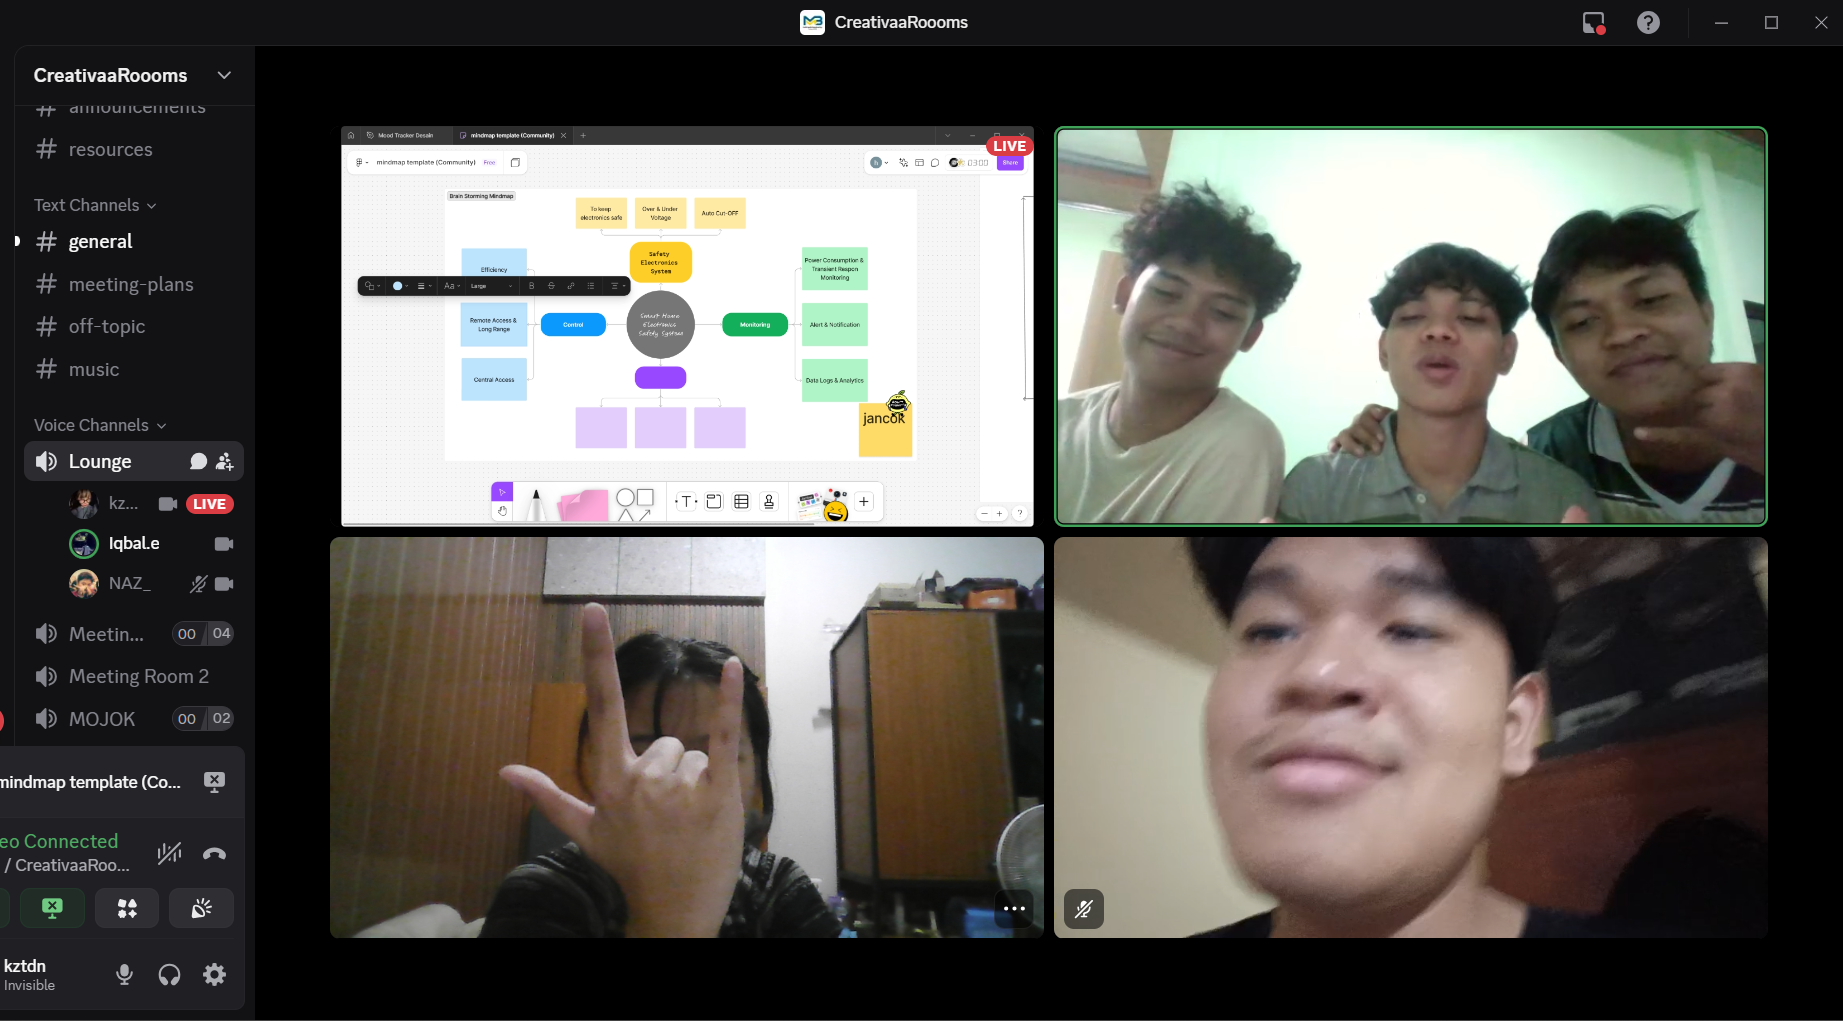 CreativaaRoooms
CreativaaRoooms
announcements
resources
Text Channels
general
meeting-plans
off-topic
music
Voice Channels
Lounge
kz...
LIVE
Iqbal.e
NAZ_
Meetin...
00
04
Meeting Room 2
MOJOK
00
02
mindmap template (Co...
eo Connected
/ CreativaaRoo...
kztdn
Invisible
Mood Tracker Desain
mindmap template (Community)
LIVE
mindmap template (Community)
Free
h
03:00
Share
Brain Storming Mindmap
To keep
electronics safe
Over & Under
Voltage
Auto Cut-OFF
Safety
Electronics
System
Efficiency
Aa
Large
B
S
Power Consumption &
Transient Respon
Monitoring
Remote Access &
Long Range
Control
Smart Home
Electronics
Safety System
Monitoring
Alert & Notification
Central Access
Data Logs & Analytics
jancok
T
?